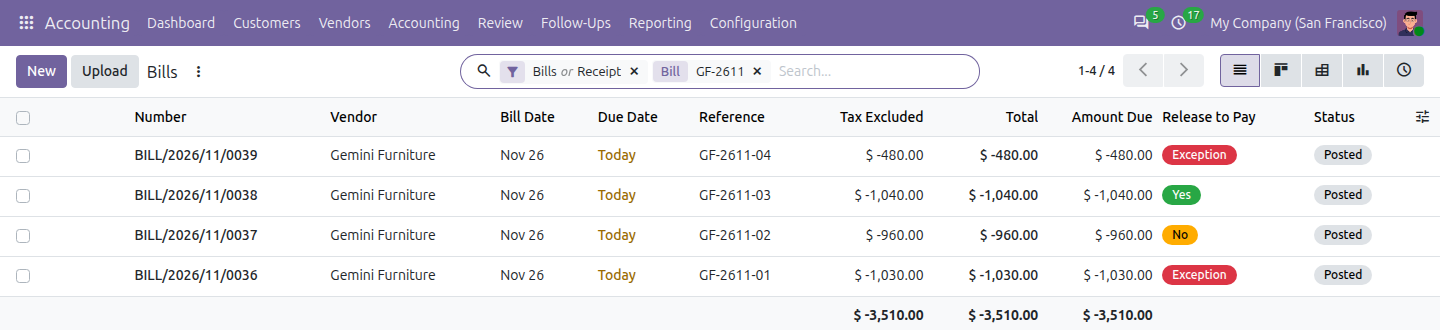 Accounting Dashboard Customers Vendors Accounting Review Follow-Ups Reporting Configuration 5 17 My Company (San Francisco)
New Upload Bills Bills or Receipt × Bill GF-2611 × Search... 1-4 / 4
Number Vendor Bill Date Due Date Reference Tax Excluded Total Amount Due Release to Pay Status
BILL/2026/11/0039 Gemini Furniture Nov 26 Today GF-2611-04 $ -480.00 $ -480.00 $ -480.00 Exception Posted
BILL/2026/11/0038 Gemini Furniture Nov 26 Today GF-2611-03 $ -1,040.00 $ -1,040.00 $ -1,040.00 Yes Posted
BILL/2026/11/0037 Gemini Furniture Nov 26 Today GF-2611-02 $ -960.00 $ -960.00 $ -960.00 No Posted
BILL/2026/11/0036 Gemini Furniture Nov 26 Today GF-2611-01 $ -1,030.00 $ -1,030.00 $ -1,030.00 Exception Posted
$ -3,510.00 $ -3,510.00 $ -3,510.00